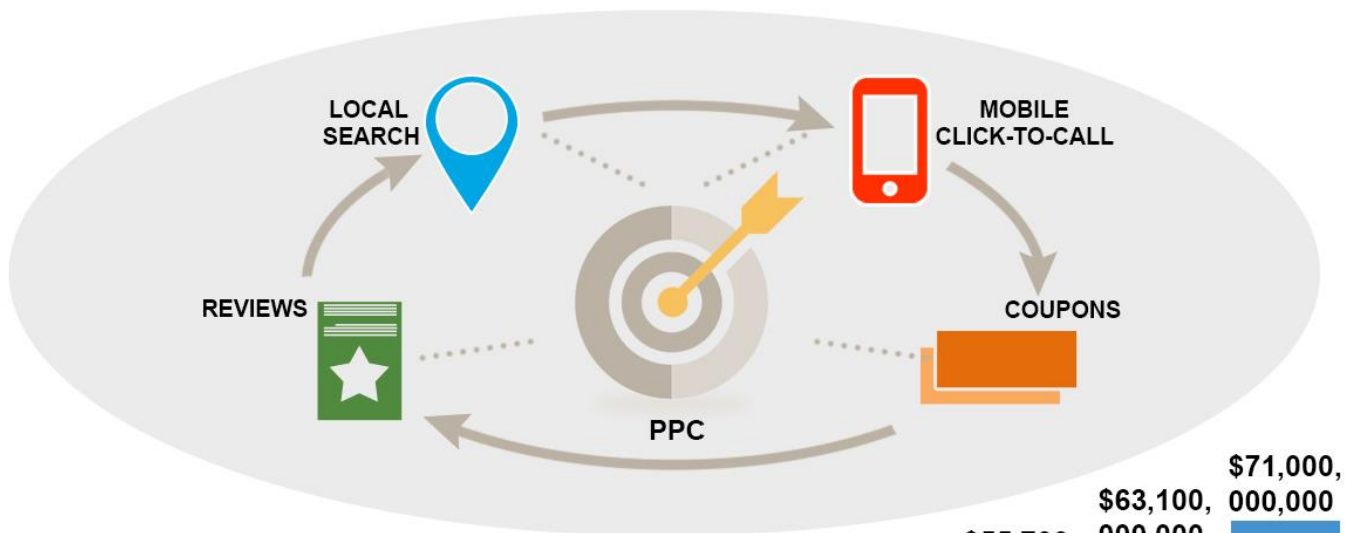 LOCAL
SEARCH
MOBILE
CLICK-TO-CALL
REVIEWS
COUPONS
PPC
$71,000,
000,000
$63,100,